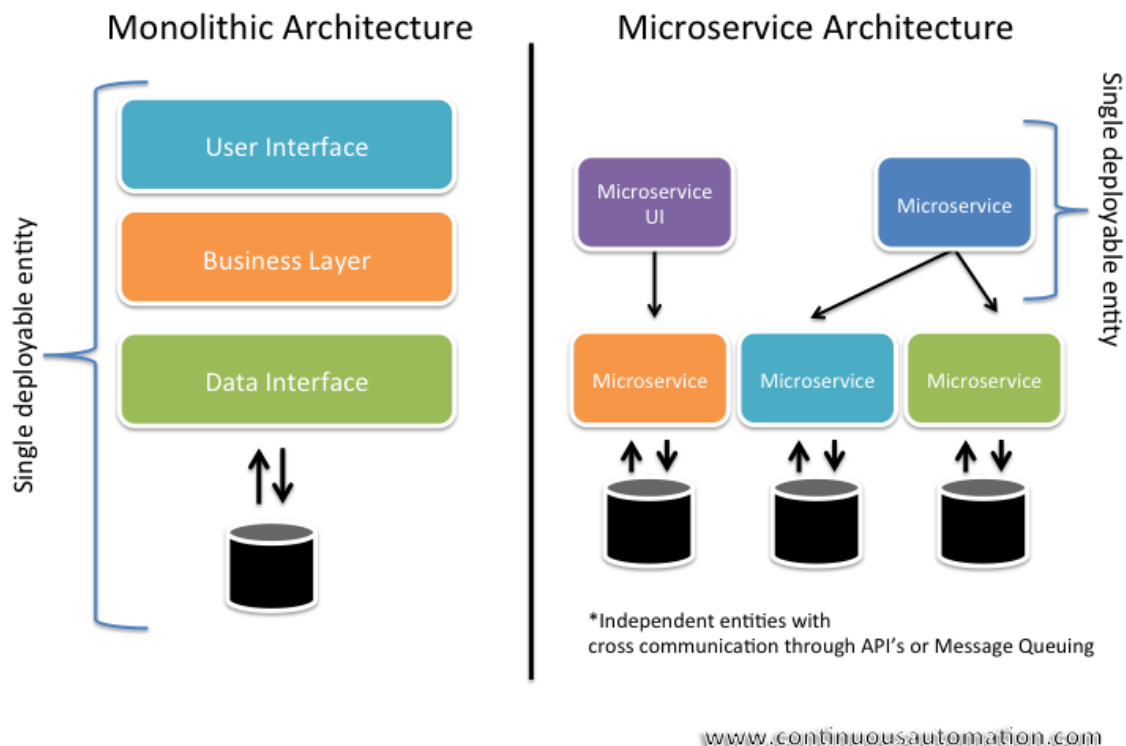 Monolithic Architecture
Single deployable entity
User Interface
Business Layer
Data Interface
Microservice Architecture
Single deployable entity
Microservice
UI
Microservice
Microservice
Microservice
Microservice
*Independent entities with
cross communication through API's or Message Queuing
www.continuousautomation.com